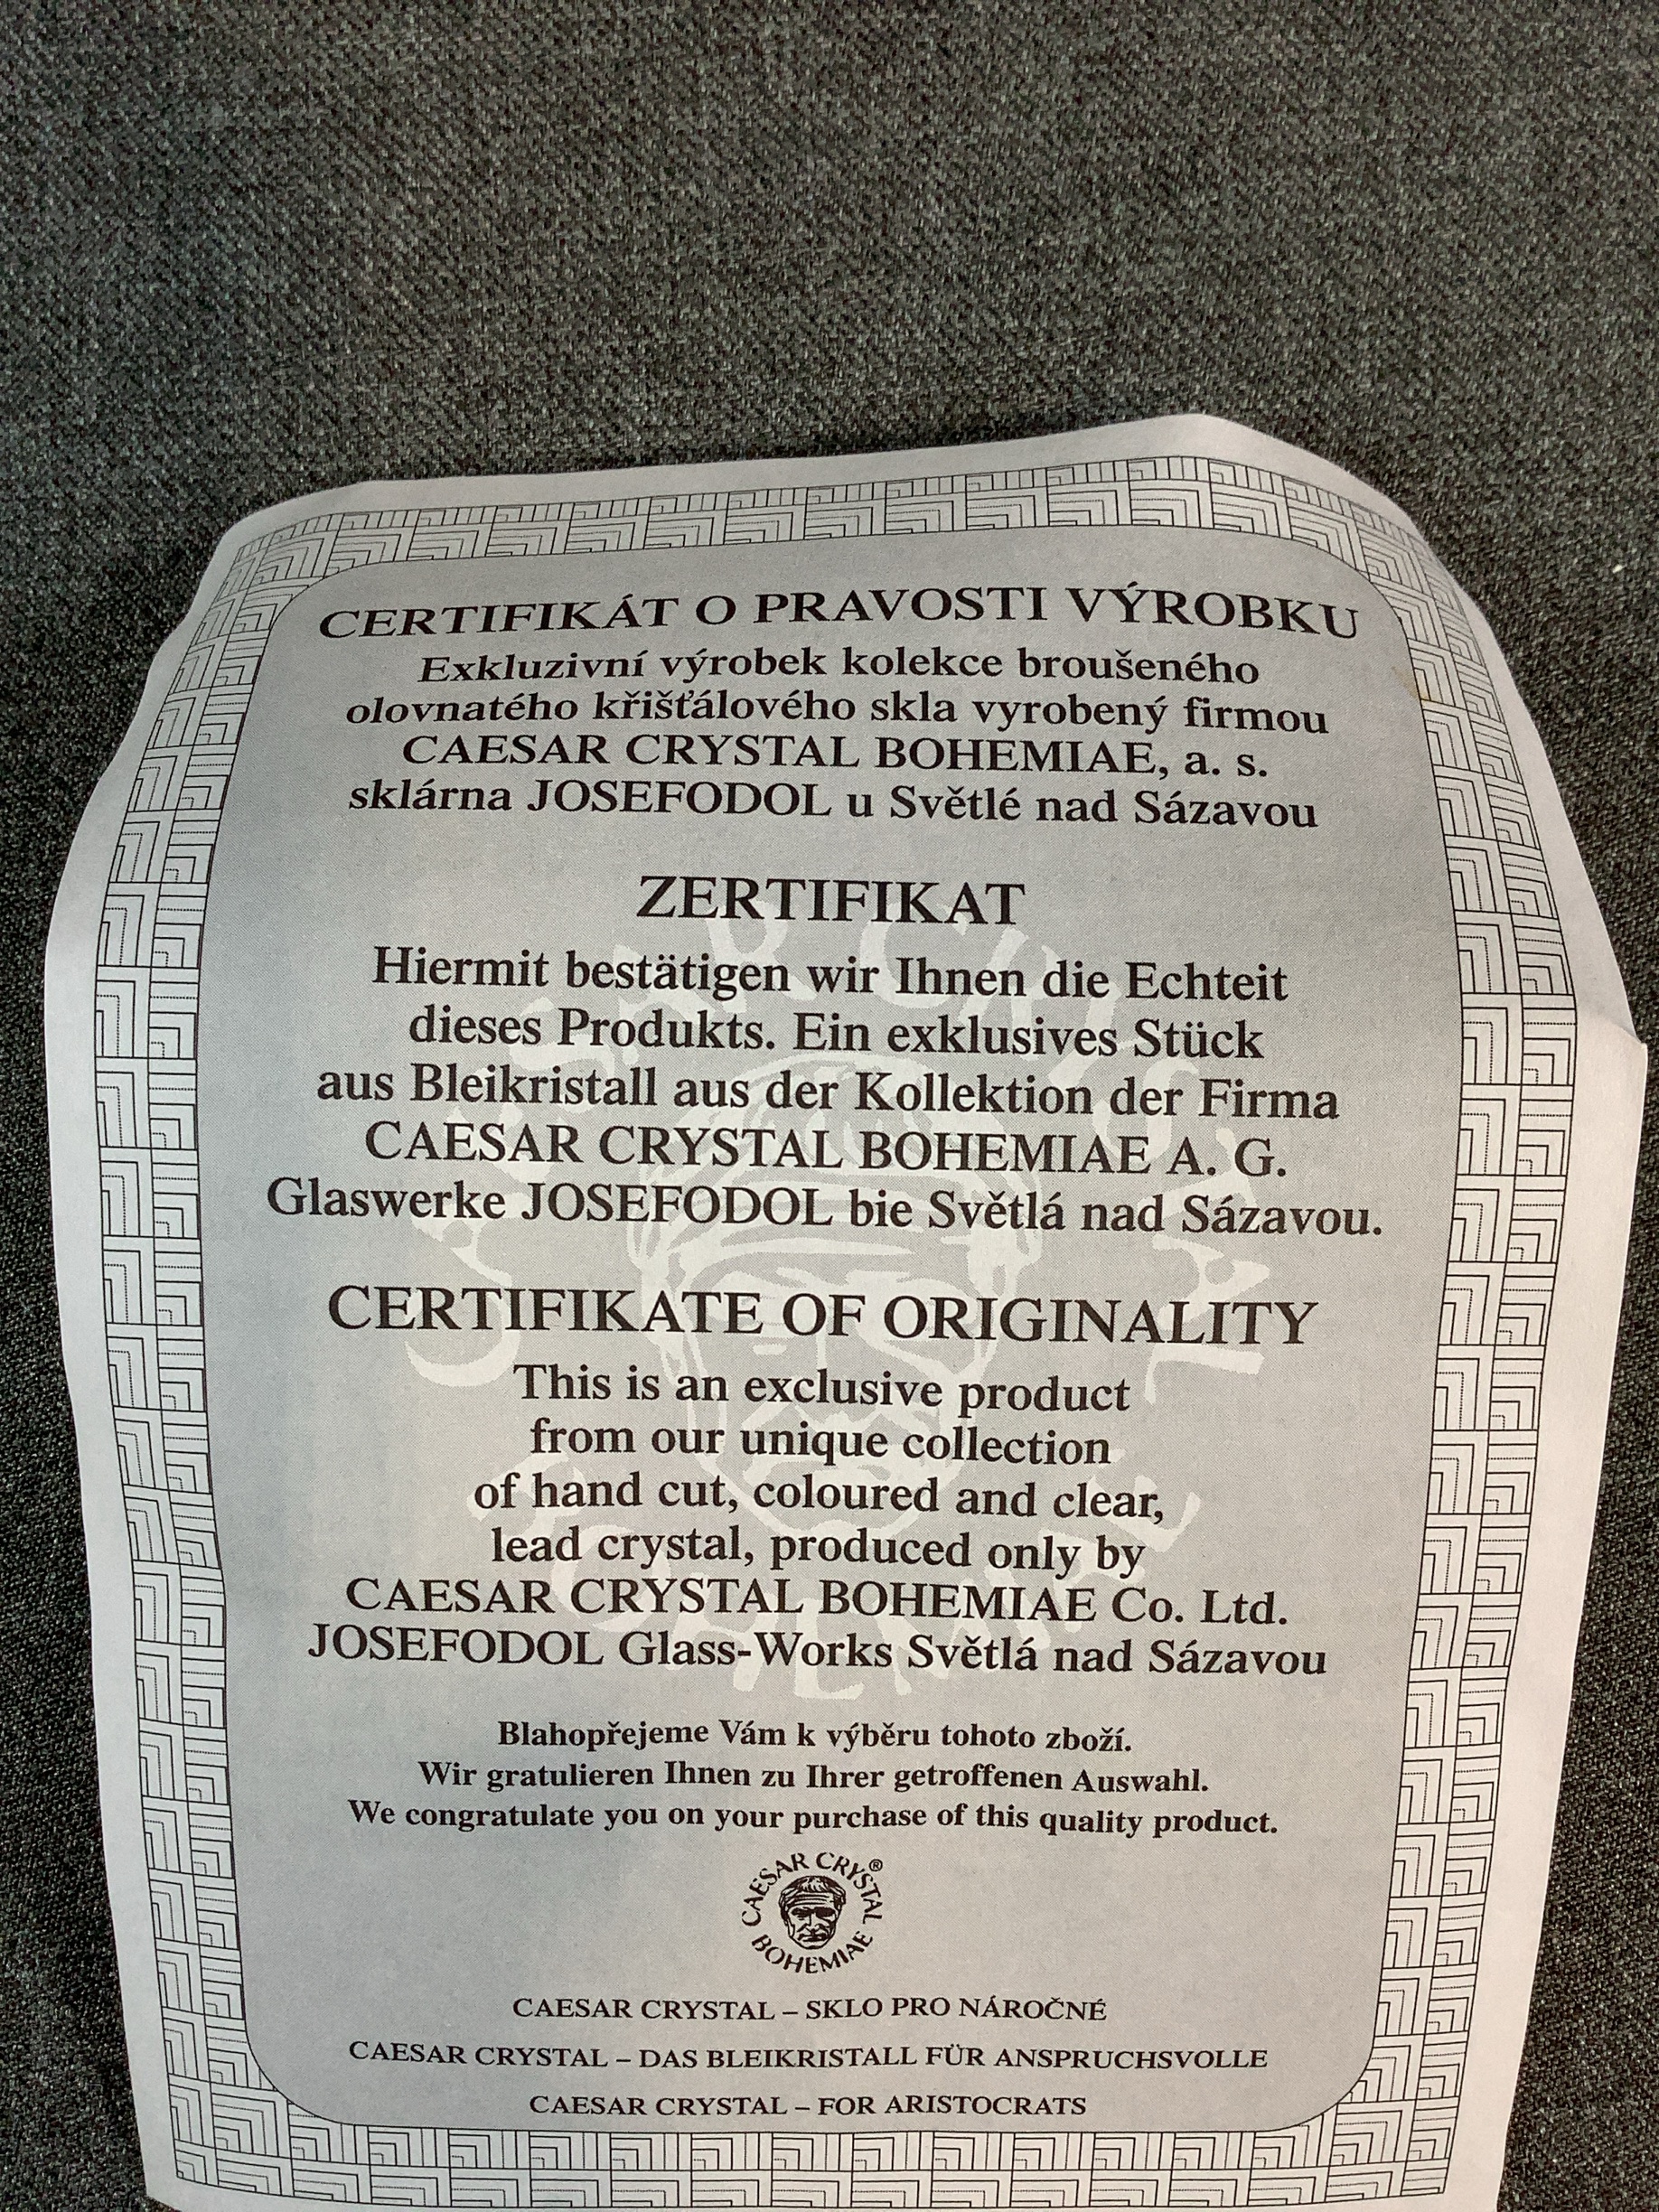 CERTIFIKÁT O PRAVOSTI VÝROBKU
Exkluzivní výrobek kolekce broušeného
olovnatého křišťálového skla vyrobený firmou
CAESAR CRYSTAL BOHEMIAE, a. s.
sklárna JOSEFODOL u Světlé nad Sázavou
ZERTIFIKAT
Hiermit bestätigen wir Ihnen die Echteit
dieses Produkts. Ein exklusives Stück
aus Bleikristall aus der Kollektion der Firma
CAESAR CRYSTAL BOHEMIAE A. G.
Glaswerke JOSEFODOL bie Světlá nad Sázavou.
CERTIFIKATE OF ORIGINALITY
This is an exclusive product
from our unique collection
of hand cut, coloured and clear,
lead crystal, produced only by
CAESAR CRYSTAL BOHEMIAE Co. Ltd.
JOSEFODOL Glass-Works Světlá nad Sázavou
Blahopřejeme Vám k výběru tohoto zboží.
Wir gratulieren Ihnen zu Ihrer getroffenen Auswahl.
We congratulate you on your purchase of this quality product.
CAESAR CRYSTAL®
BOHEMIAE
CAESAR CRYSTAL – SKLO PRO NÁROČNÉ
CAESAR CRYSTAL – DAS BLEIKRISTALL FÜR ANSPRUCHSVOLLE
CAESAR CRYSTAL – FOR ARISTOCRATS